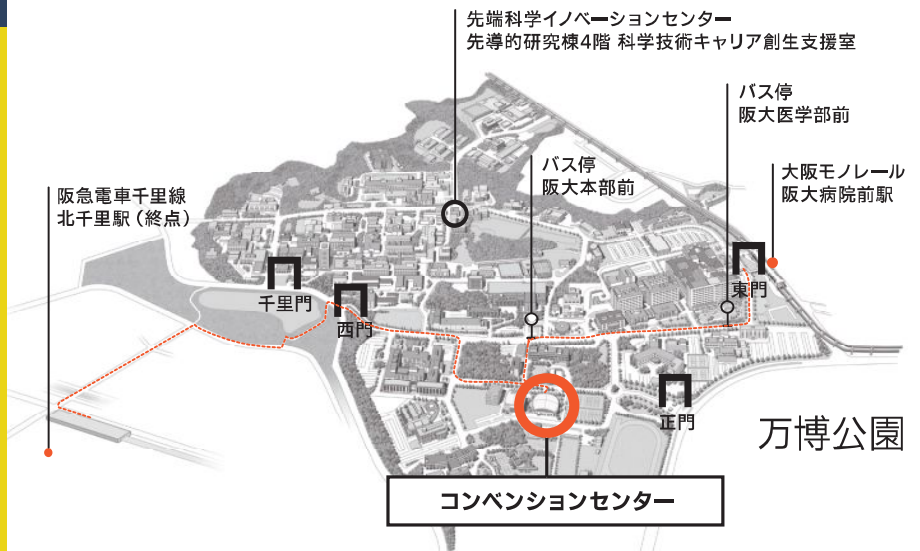 先端科学イノベーションセンター
先導的研究棟4階 科学技術キャリア創生支援室
バス停
阪大医学部前
バス停
阪大本部前
大阪モノレール
阪大病院前駅
阪急電車千里線
北千里駅（終点）
千里門
西門
東門
正門
万博公園
コンベンションセンター